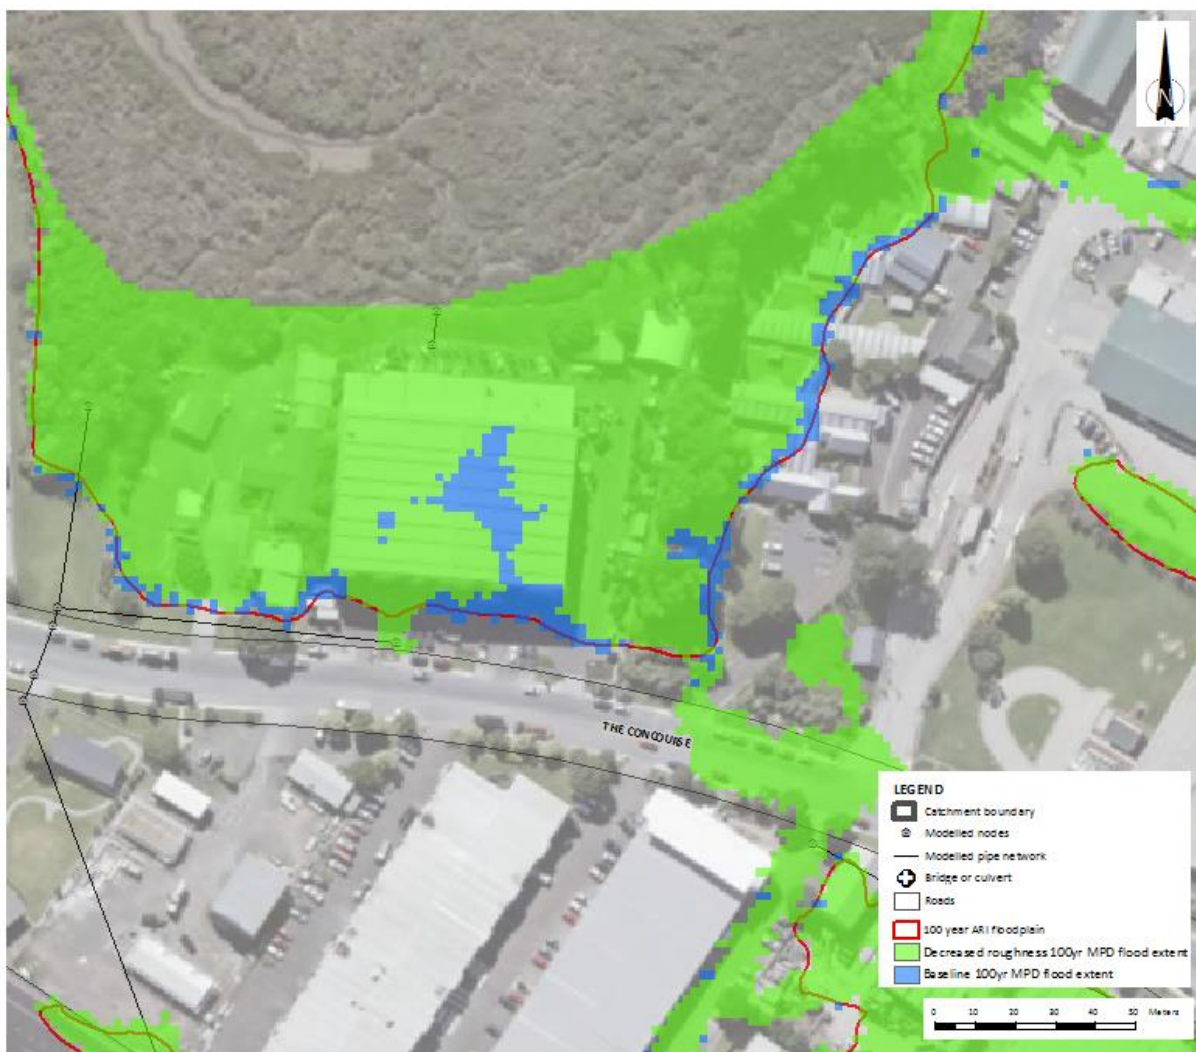 N
THE CONCOURSE
LEGEND
Catchment boundary
Modelled nodes
Modelled pipe network
Bridge or culvert
Roads
100 year ARI floodplain
Decreased roughness 100yr MPD flood extent
Baseline 100yr MPD flood extent
0 10 20 30 40 50 Meters